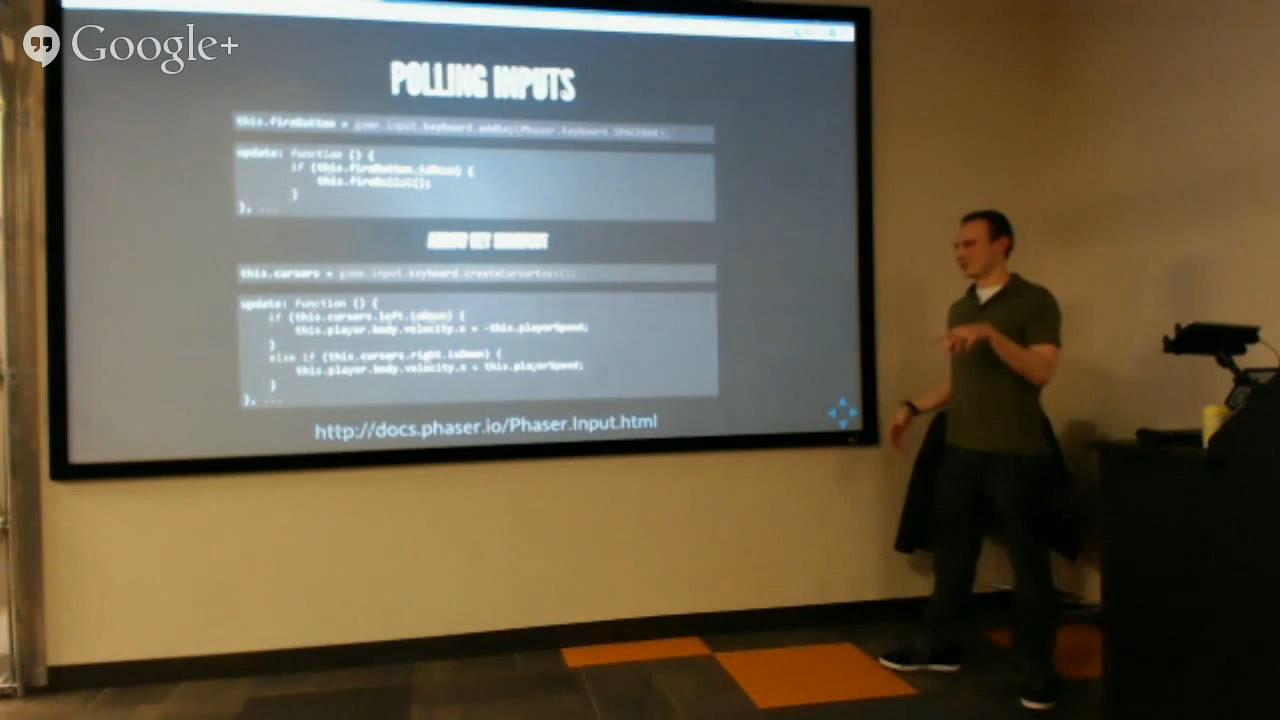 Google+
POLLING INPUTS
this.fireButton = game.input.keyboard.addKey(Phaser.Keyboard.SPACEBAR);
update: function () {
if (this.fireButton.isDown) {
this.fireBullet();
}
}, ...
ARROW KEY SHORTCUT
this.cursors = game.input.keyboard.createCursorKeys();
update: function () {
if (this.cursors.left.isDown) {
this.player.body.velocity.x = -this.playerSpeed;
}
else if (this.cursors.right.isDown) {
this.player.body.velocity.x = this.playerSpeed;
}
}, ...
http://docs.phaser.io/Phaser.Input.html